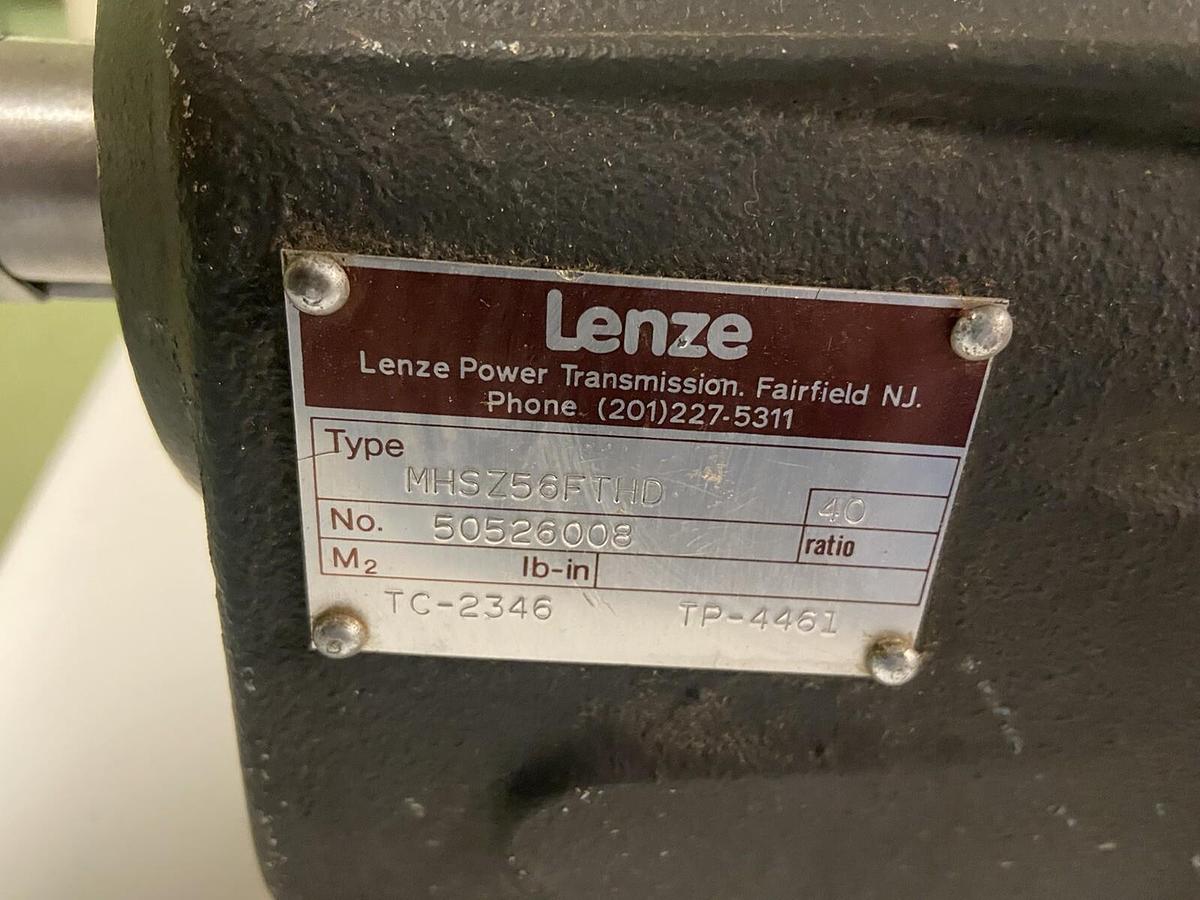 Lenze
Lenze Power Transmission. Fairfield NJ.
Phone (201)227-5311
Type
MHSZ56FTHD
40
No. 50526008
ratio
M2 lb-in
TC-2346 TP-4461